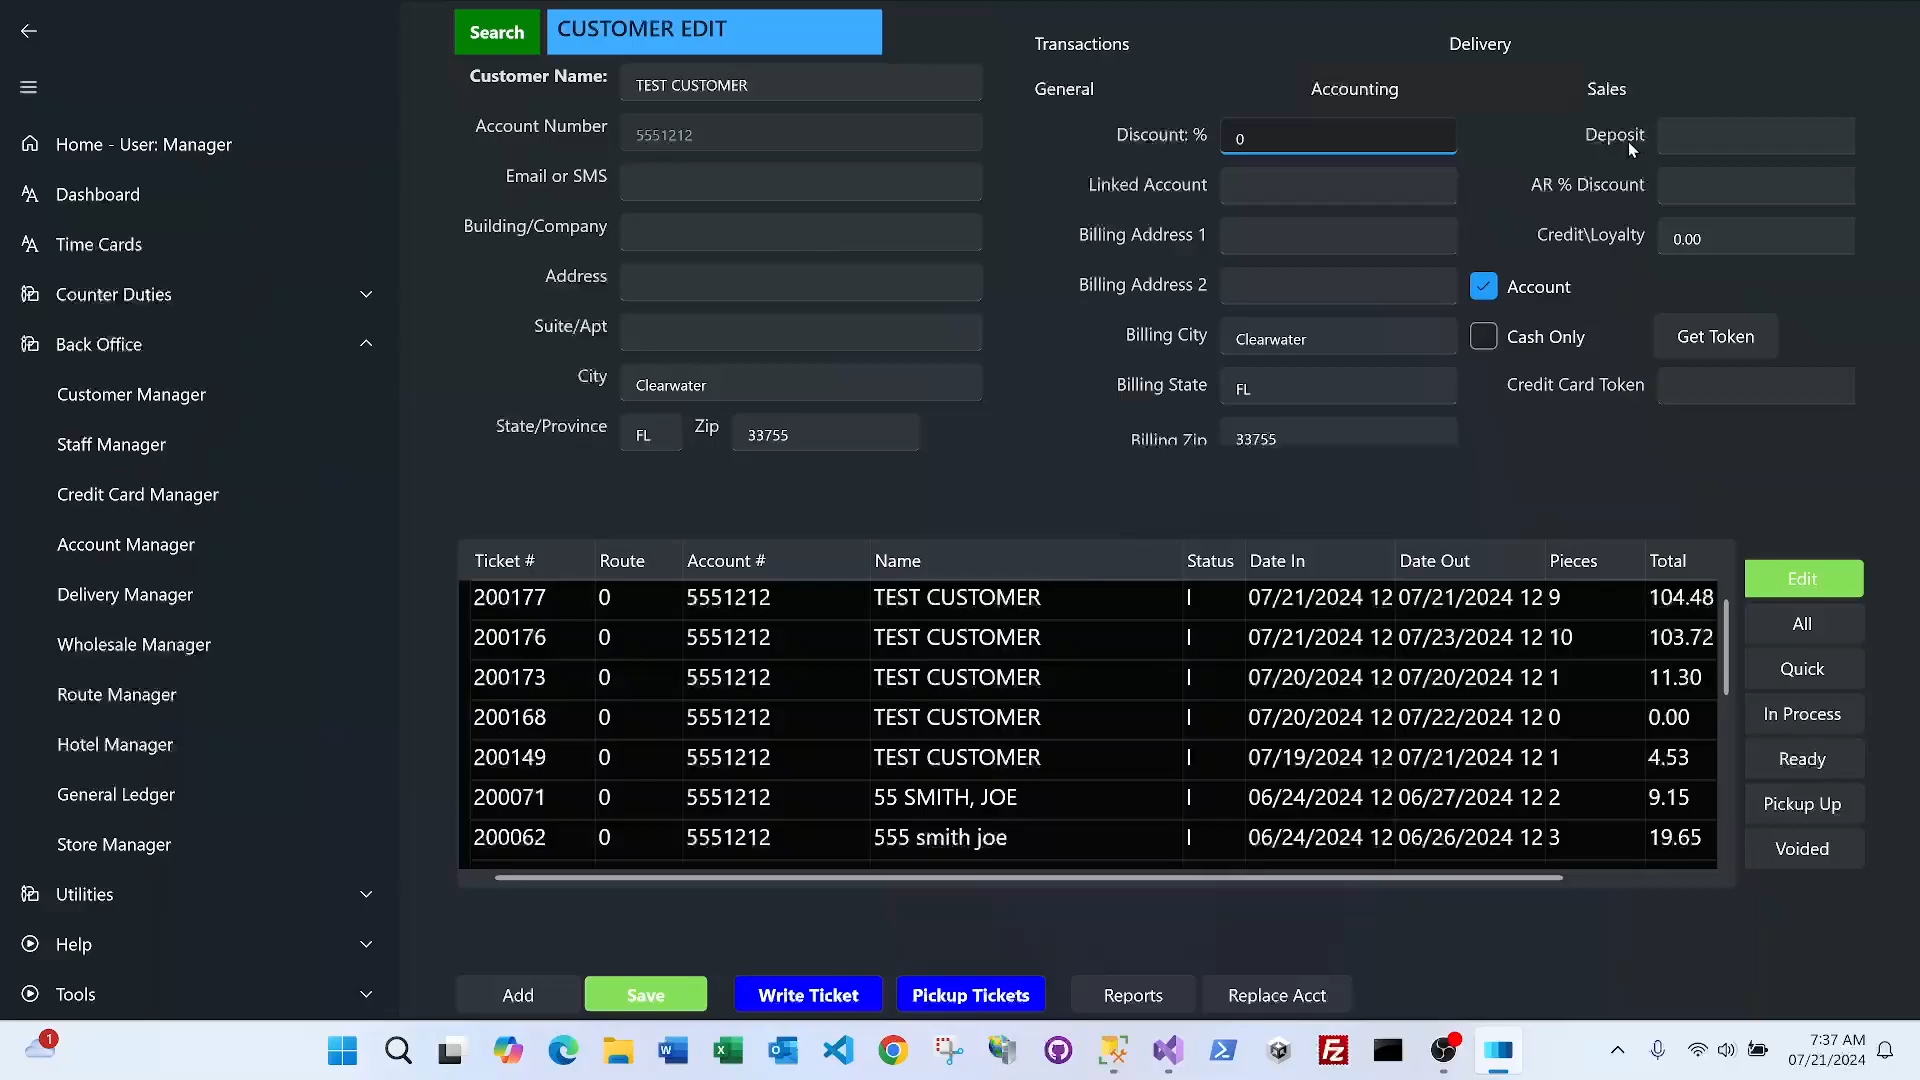 Home - User: Manager
Dashboard
Time Cards
Counter Duties
Back Office
Customer Manager
Staff Manager
Credit Card Manager
Account Manager
Delivery Manager
Wholesale Manager
Route Manager
Hotel Manager
General Ledger
Store Manager
Utilities
Help
Tools
Search
CUSTOMER EDIT
Customer Name: TEST CUSTOMER
Account Number 5551212
Email or SMS
Building/Company
Address
Suite/Apt
City Clearwater
State/Province FL Zip 33755
Transactions Delivery
General Accounting Sales
Discount: % 0
Linked Account
Billing Address 1
Billing Address 2
Billing City Clearwater
Billing State FL
Billing Zip 33755
Deposit
AR % Discount
Credit\Loyalty 0.00
Account
Cash Only Get Token
Credit Card Token
Ticket # Route Account # Name Status Date In Date Out Pieces Total
200177 0 5551212 TEST CUSTOMER I 07/21/2024 12 07/21/2024 12 9 104.48
200176 0 5551212 TEST CUSTOMER I 07/21/2024 12 07/23/2024 12 10 103.72
200173 0 5551212 TEST CUSTOMER I 07/20/2024 12 07/20/2024 12 1 11.30
200168 0 5551212 TEST CUSTOMER I 07/20/2024 12 07/22/2024 12 0 0.00
200149 0 5551212 TEST CUSTOMER I 07/19/2024 12 07/21/2024 12 1 4.53
200071 0 5551212 55 SMITH, JOE I 06/24/2024 12 06/27/2024 12 2 9.15
200062 0 5551212 555 smith joe I 06/24/2024 12 06/26/2024 12 3 19.65
Edit
All
Quick
In Process
Ready
Pickup Up
Voided
Add Save Write Ticket Pickup Tickets Reports Replace Acct
1
W
X
Fz
7:37 AM
07/21/2024